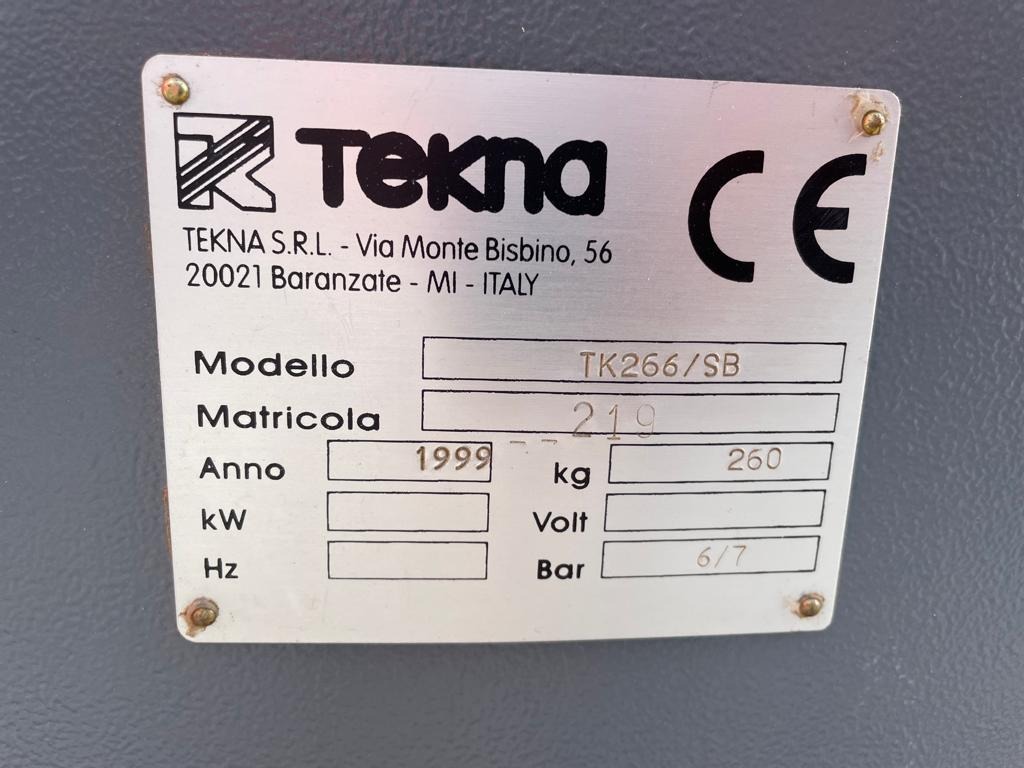 Tekna
CE
TEKNA S.R.L. - Via Monte Bisbino, 56
20021 Baranzate - MI - ITALY
Modello TK266/SB
Matricola 219
Anno 1999 kg 260
kW Volt
Hz Bar 6/7